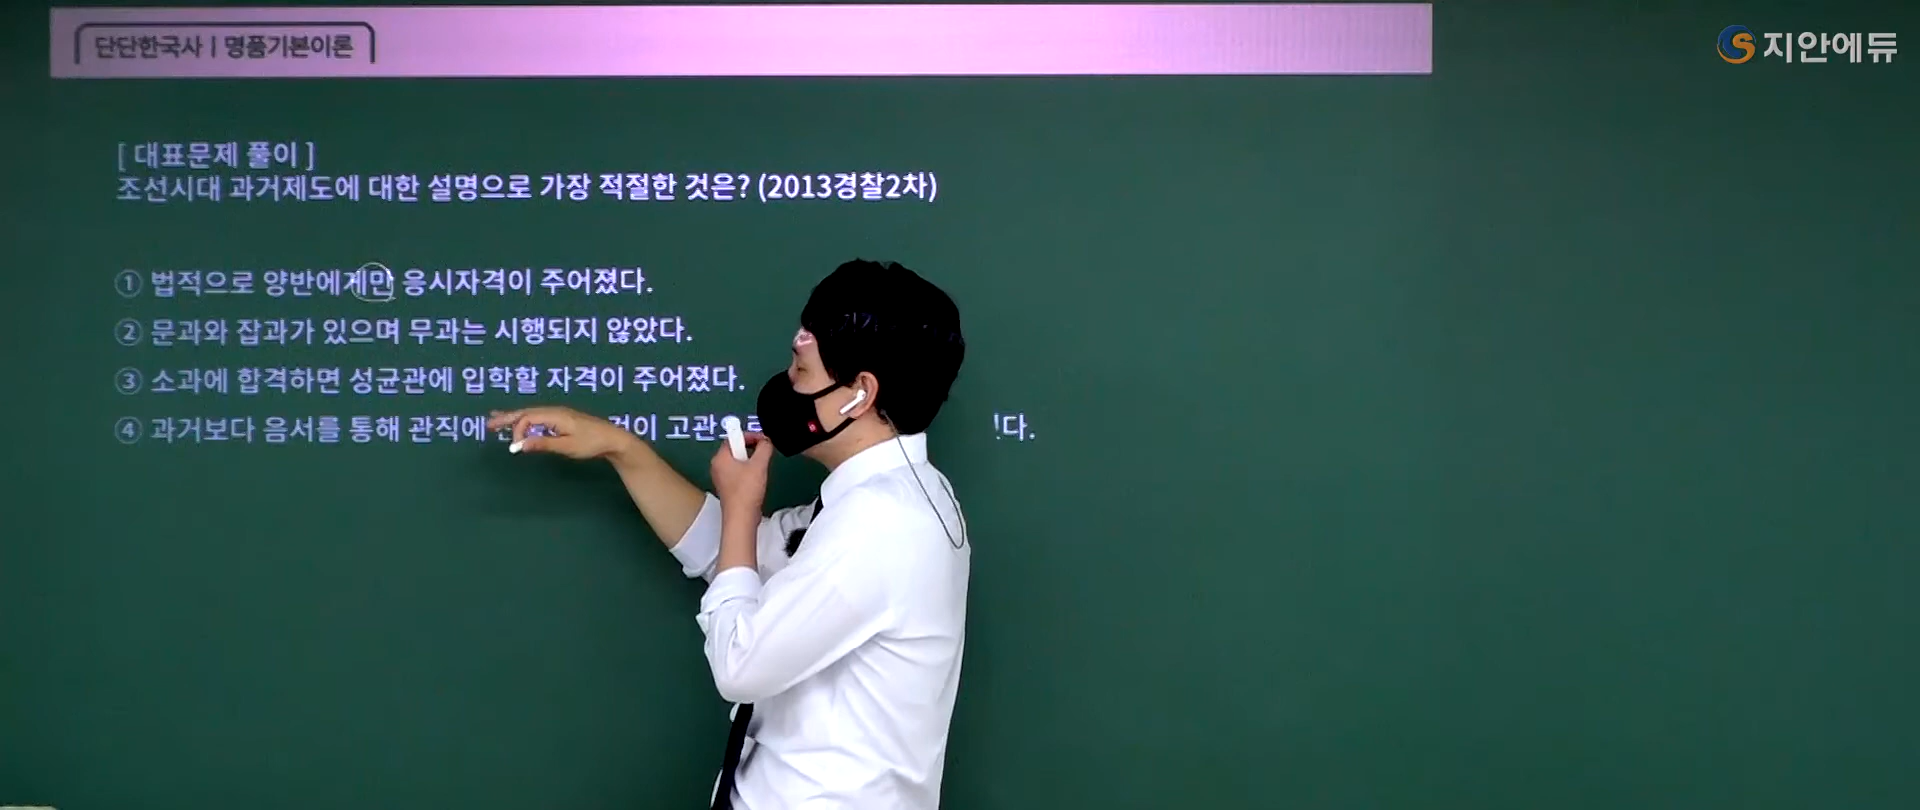 단단한국사 | 명품기본이론
지안에듀
[ 대표문제 풀이 ]
조선시대 과거제도에 대한 설명으로 가장 적절한 것은? (2013경찰2차)
① 법적으로 양반에게만 응시자격이 주어졌다.
② 문과와 잡과가 있으며 무과는 시행되지 않았다.
③ 소과에 합격하면 성균관에 입학할 자격이 주어졌다.
④ 과거보다 음서를 통해 관직에 것이 고관으로 다.